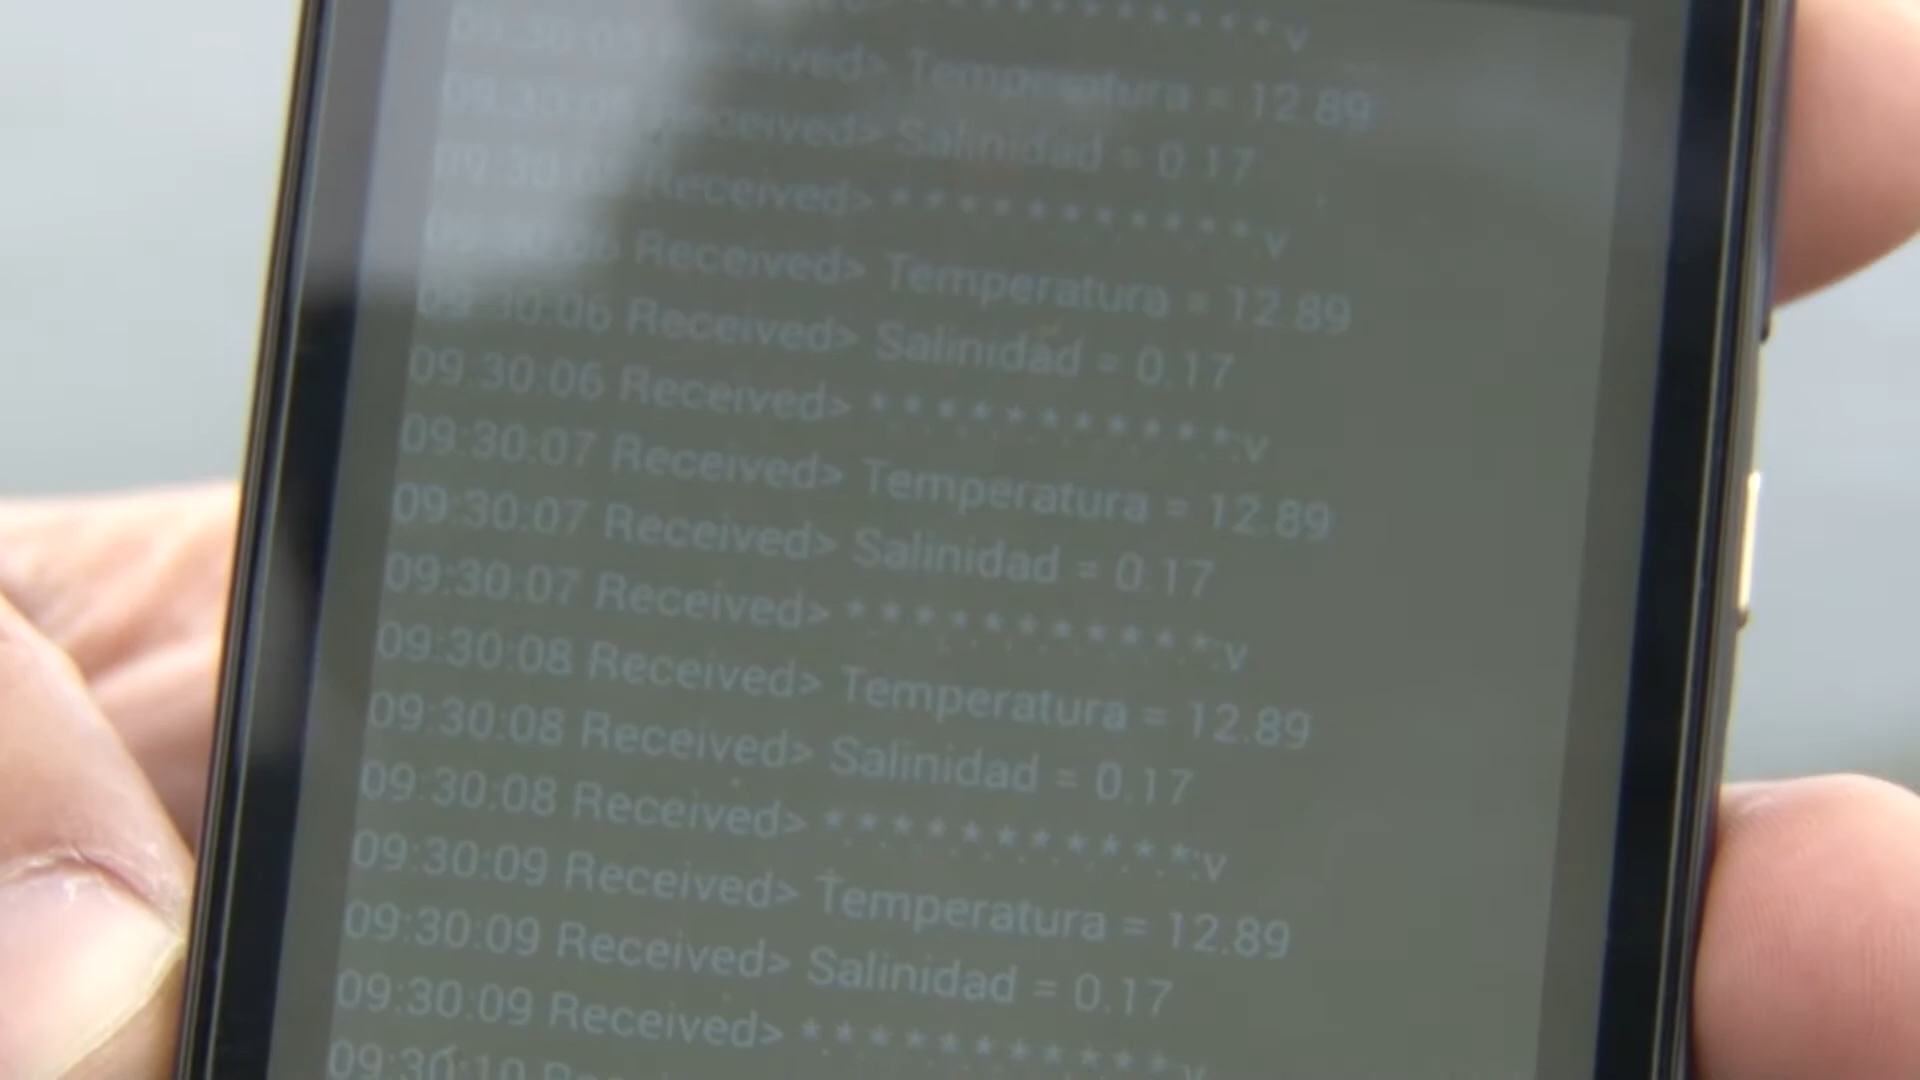 * * * * * * * * * * *:v
Received> Temperatura = 12.89
Received> Salinidad = 0.17
Received> * * * * * * * * * * *:v
Received> Temperatura = 12.89
09:30:06 Received> Salinidad = 0.17
09:30:06 Received> * * * * * * * * * * *:v
09:30:07 Received> Temperatura = 12.89
09:30:07 Received> Salinidad = 0.17
09:30:07 Received> * * * * * * * * * * *:v
09:30:08 Received> Temperatura = 12.89
09:30:08 Received> Salinidad = 0.17
09:30:08 Received> * * * * * * * * * * *:v
09:30:09 Received> Temperatura = 12.89
09:30:09 Received> Salinidad = 0.17
09:30:09 Received> * * * * * * * * * * *:v
09:30:10